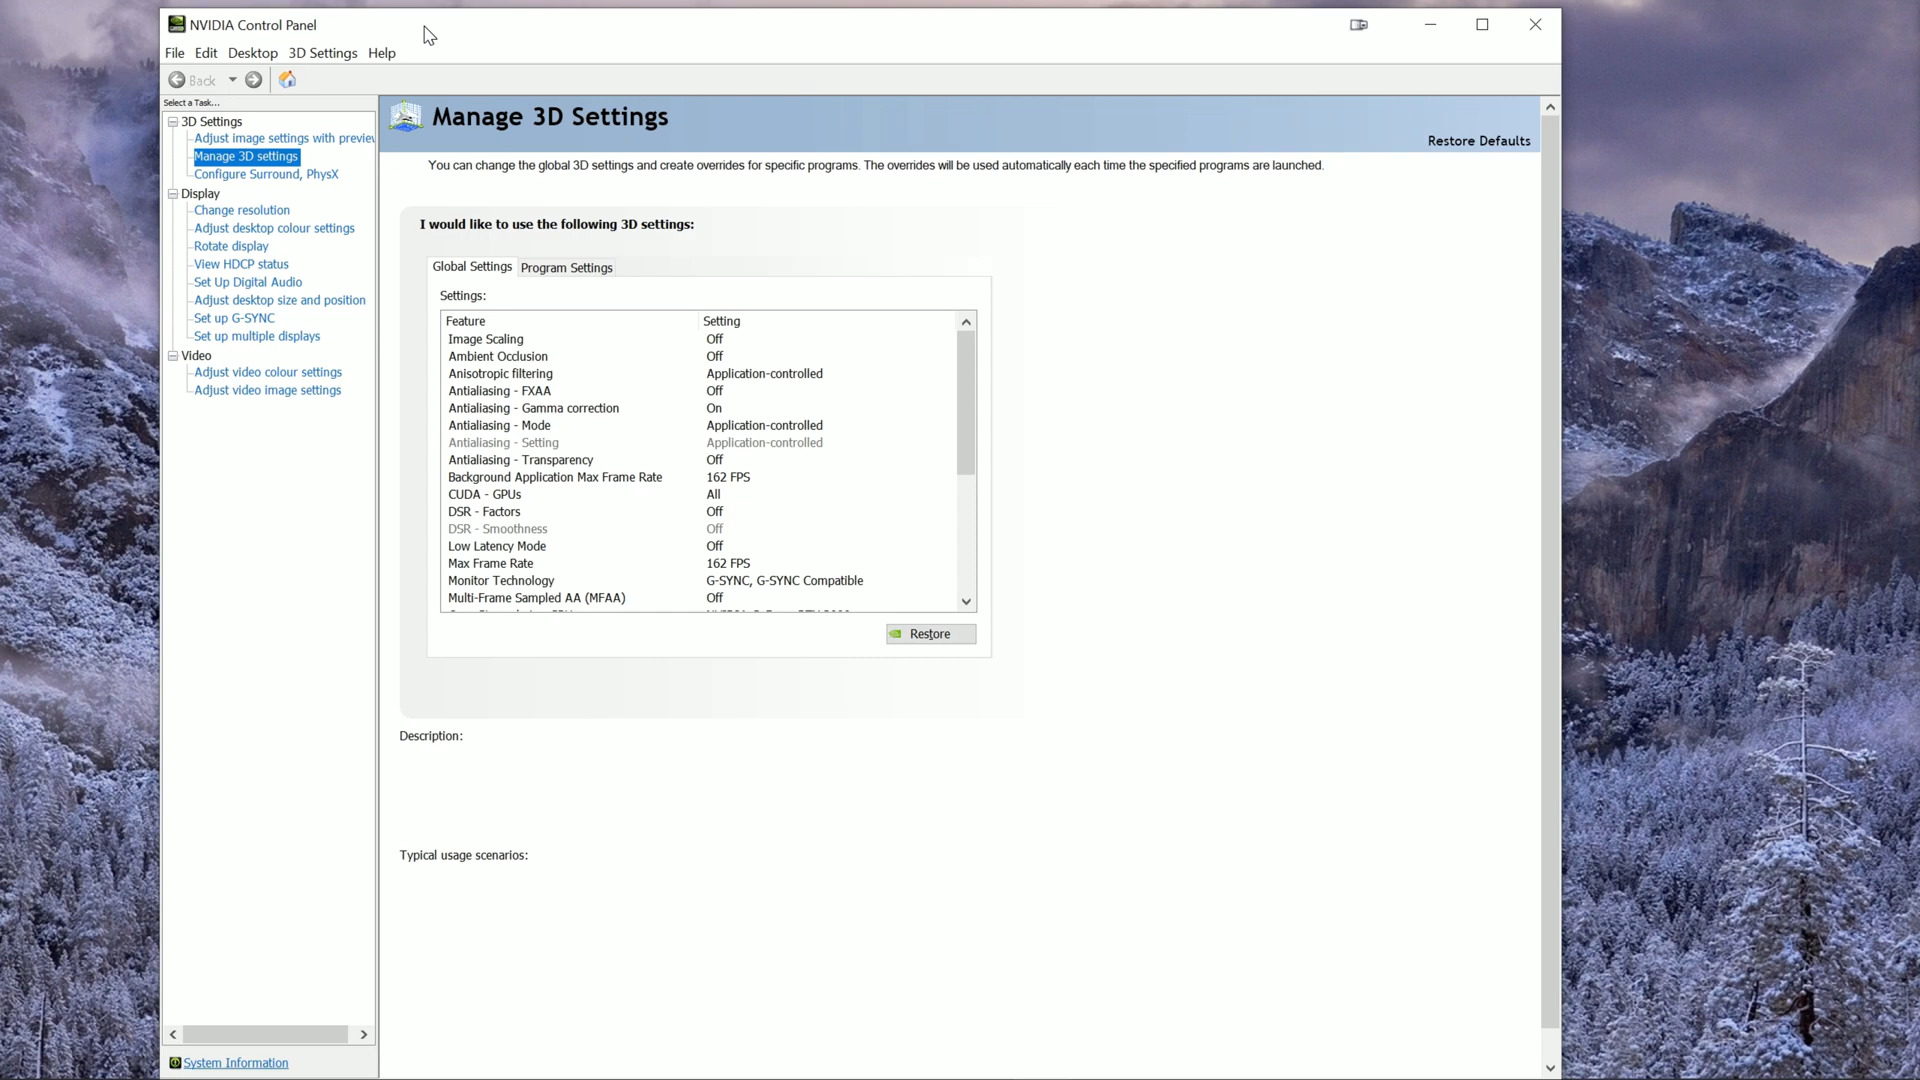 NVIDIA Control Panel
File Edit Desktop 3D Settings Help
Back
Select a Task...
3D Settings
Adjust image settings with preview
Manage 3D settings
Configure Surround, PhysX
Display
Change resolution
Adjust desktop colour settings
Rotate display
View HDCP status
Set Up Digital Audio
Adjust desktop size and position
Set up G-SYNC
Set up multiple displays
Video
Adjust video colour settings
Adjust video image settings
System Information
Manage 3D Settings
Restore Defaults
You can change the global 3D settings and create overrides for specific programs. The overrides will be used automatically each time the specified programs are launched.
I would like to use the following 3D settings:
Global Settings Program Settings
Settings:
Feature Setting
Image Scaling Off
Ambient Occlusion Off
Anisotropic filtering Application-controlled
Antialiasing - FXAA Off
Antialiasing - Gamma correction On
Antialiasing - Mode Application-controlled
Antialiasing - Setting Application-controlled
Antialiasing - Transparency Off
Background Application Max Frame Rate 162 FPS
CUDA - GPUs All
DSR - Factors Off
DSR - Smoothness Off
Low Latency Mode Off
Max Frame Rate 162 FPS
Monitor Technology G-SYNC, G-SYNC Compatible
Multi-Frame Sampled AA (MFAA) Off
Restore
Description:
Typical usage scenarios: